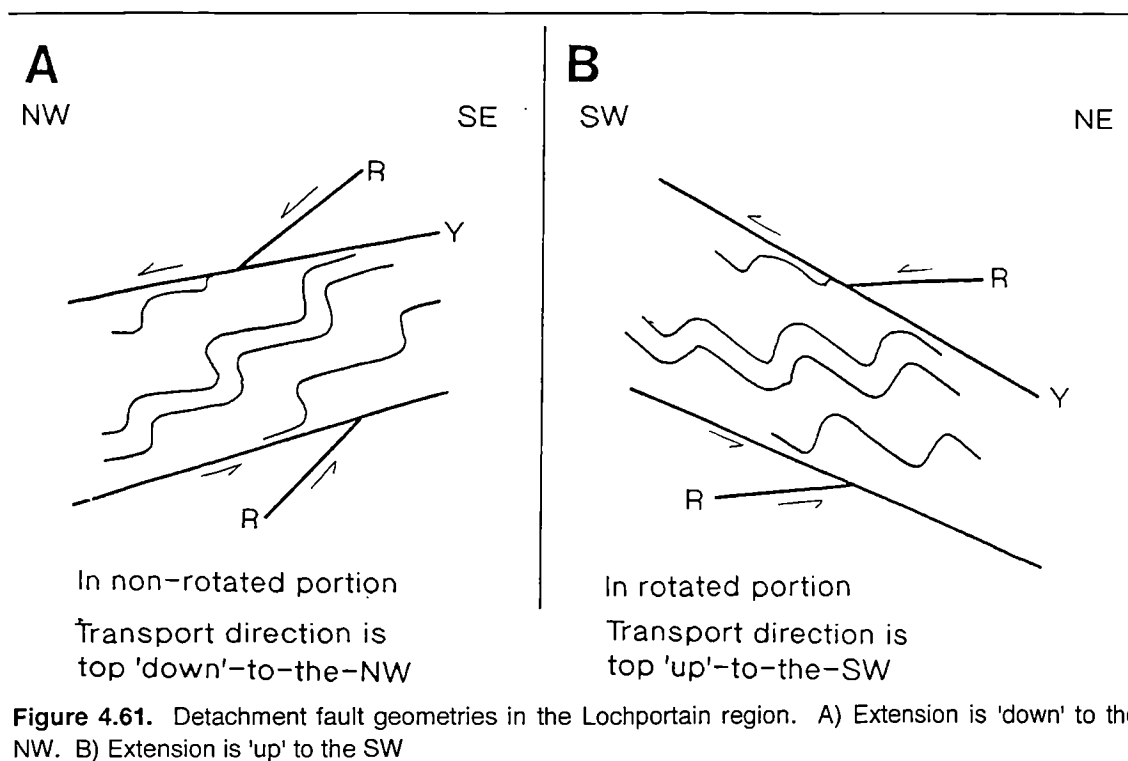 A
NW
SE
R
Y
R
In non-rotated portion
Transport direction is
top 'down'-to-the-NW
B
SW
NE
R
Y
R
In rotated portion
Transport direction is
top 'up'-to-the-SW
Figure 4.61. Detachment fault geometries in the Lochportain region. A) Extension is 'down' to the
NW. B) Extension is 'up' to the SW